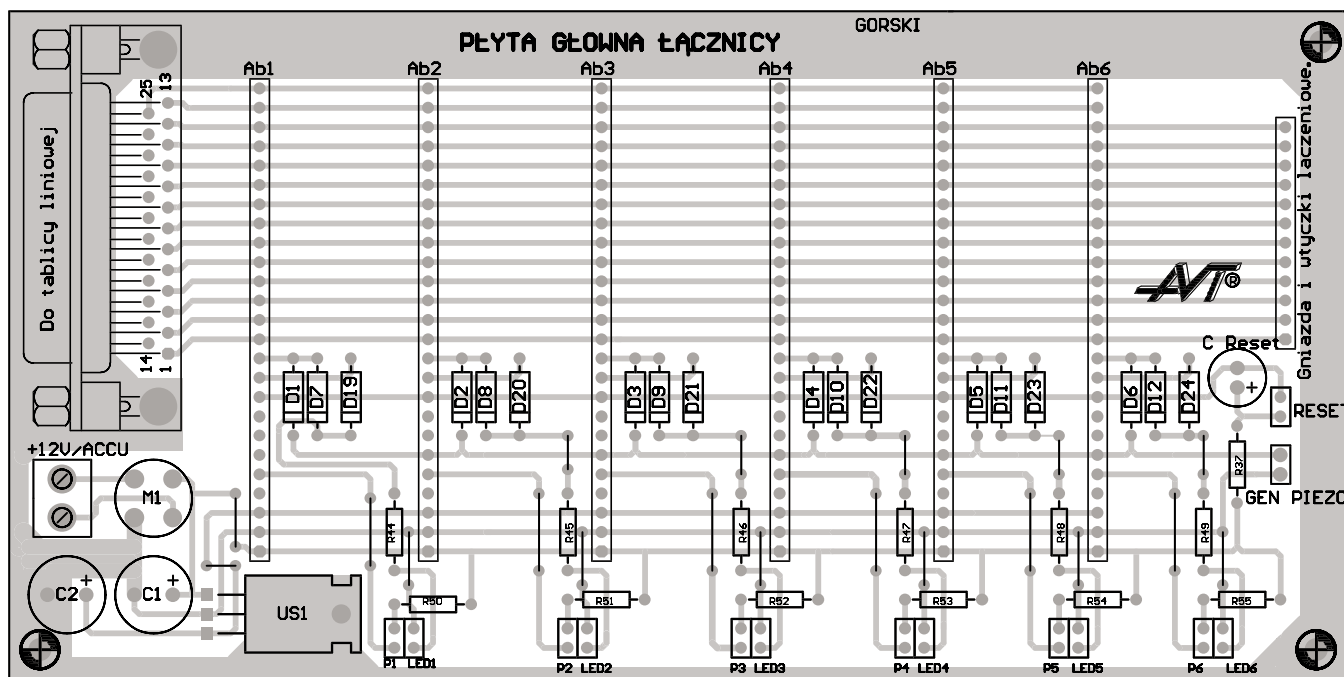 GORSKI
PŁYTA GŁOWNA ŁĄCZNICY
Ab1 Ab2 Ab3 Ab4 Ab5 Ab6
25 13
Do tablicy liniowej
14 1
Gniazda i wtyczki laczeniowe.
AVT®
C Reset
D1 D7 D19 D2 D8 D20 D3 D9 D21 D4 D10 D22 D5 D11 D23 D6 D12 D24
+
RESET
+12V/ACCU
M1
R37
GEN PIEZO
R44 R45 R46 R47 R48 R49
C2 + C1 +
US1
R50 R51 R52 R53 R54 R55
P1 LED1 P2 LED2 P3 LED3 P4 LED4 P5 LED5 P6 LED6